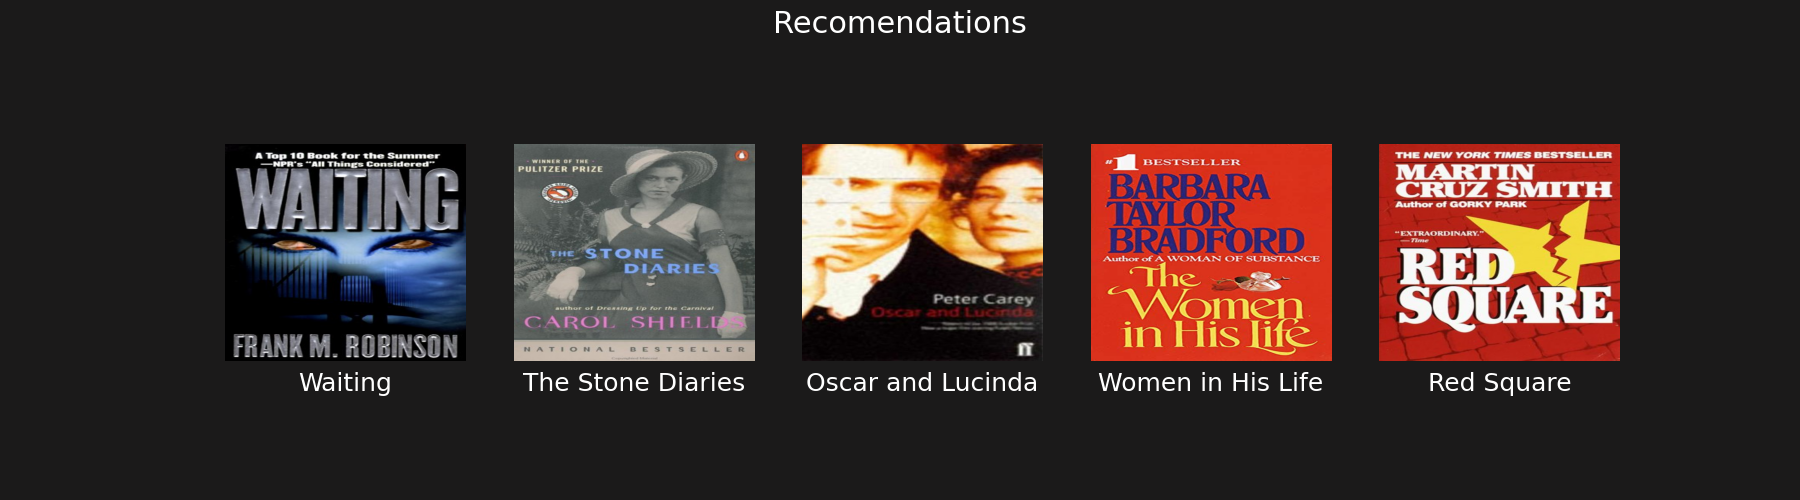 Recomendations
A Top 10 Book for the Summer
—NPR's "All Things Considered"
WAITING
FRANK M. ROBINSON
Waiting
· WINNER OF THE ·
PULITZER PRIZE
THE STONE
DIARIES
author of Dressing Up for the Carnival
CAROL SHIELDS
NATIONAL BESTSELLER
The Stone Diaries
Peter Carey
Oscar and Lucinda
ff
Oscar and Lucinda
#1 BESTSELLER
BARBARA
TAYLOR
BRADFORD
Author of A WOMAN OF SUBSTANCE
The
Women
in His Life
Women in His Life
THE NEW YORK TIMES BESTSELLER
MARTIN
CRUZ SMITH
Author of GORKY PARK
"EXTRAORDINARY."
—Time
RED
SQUARE
Red Square